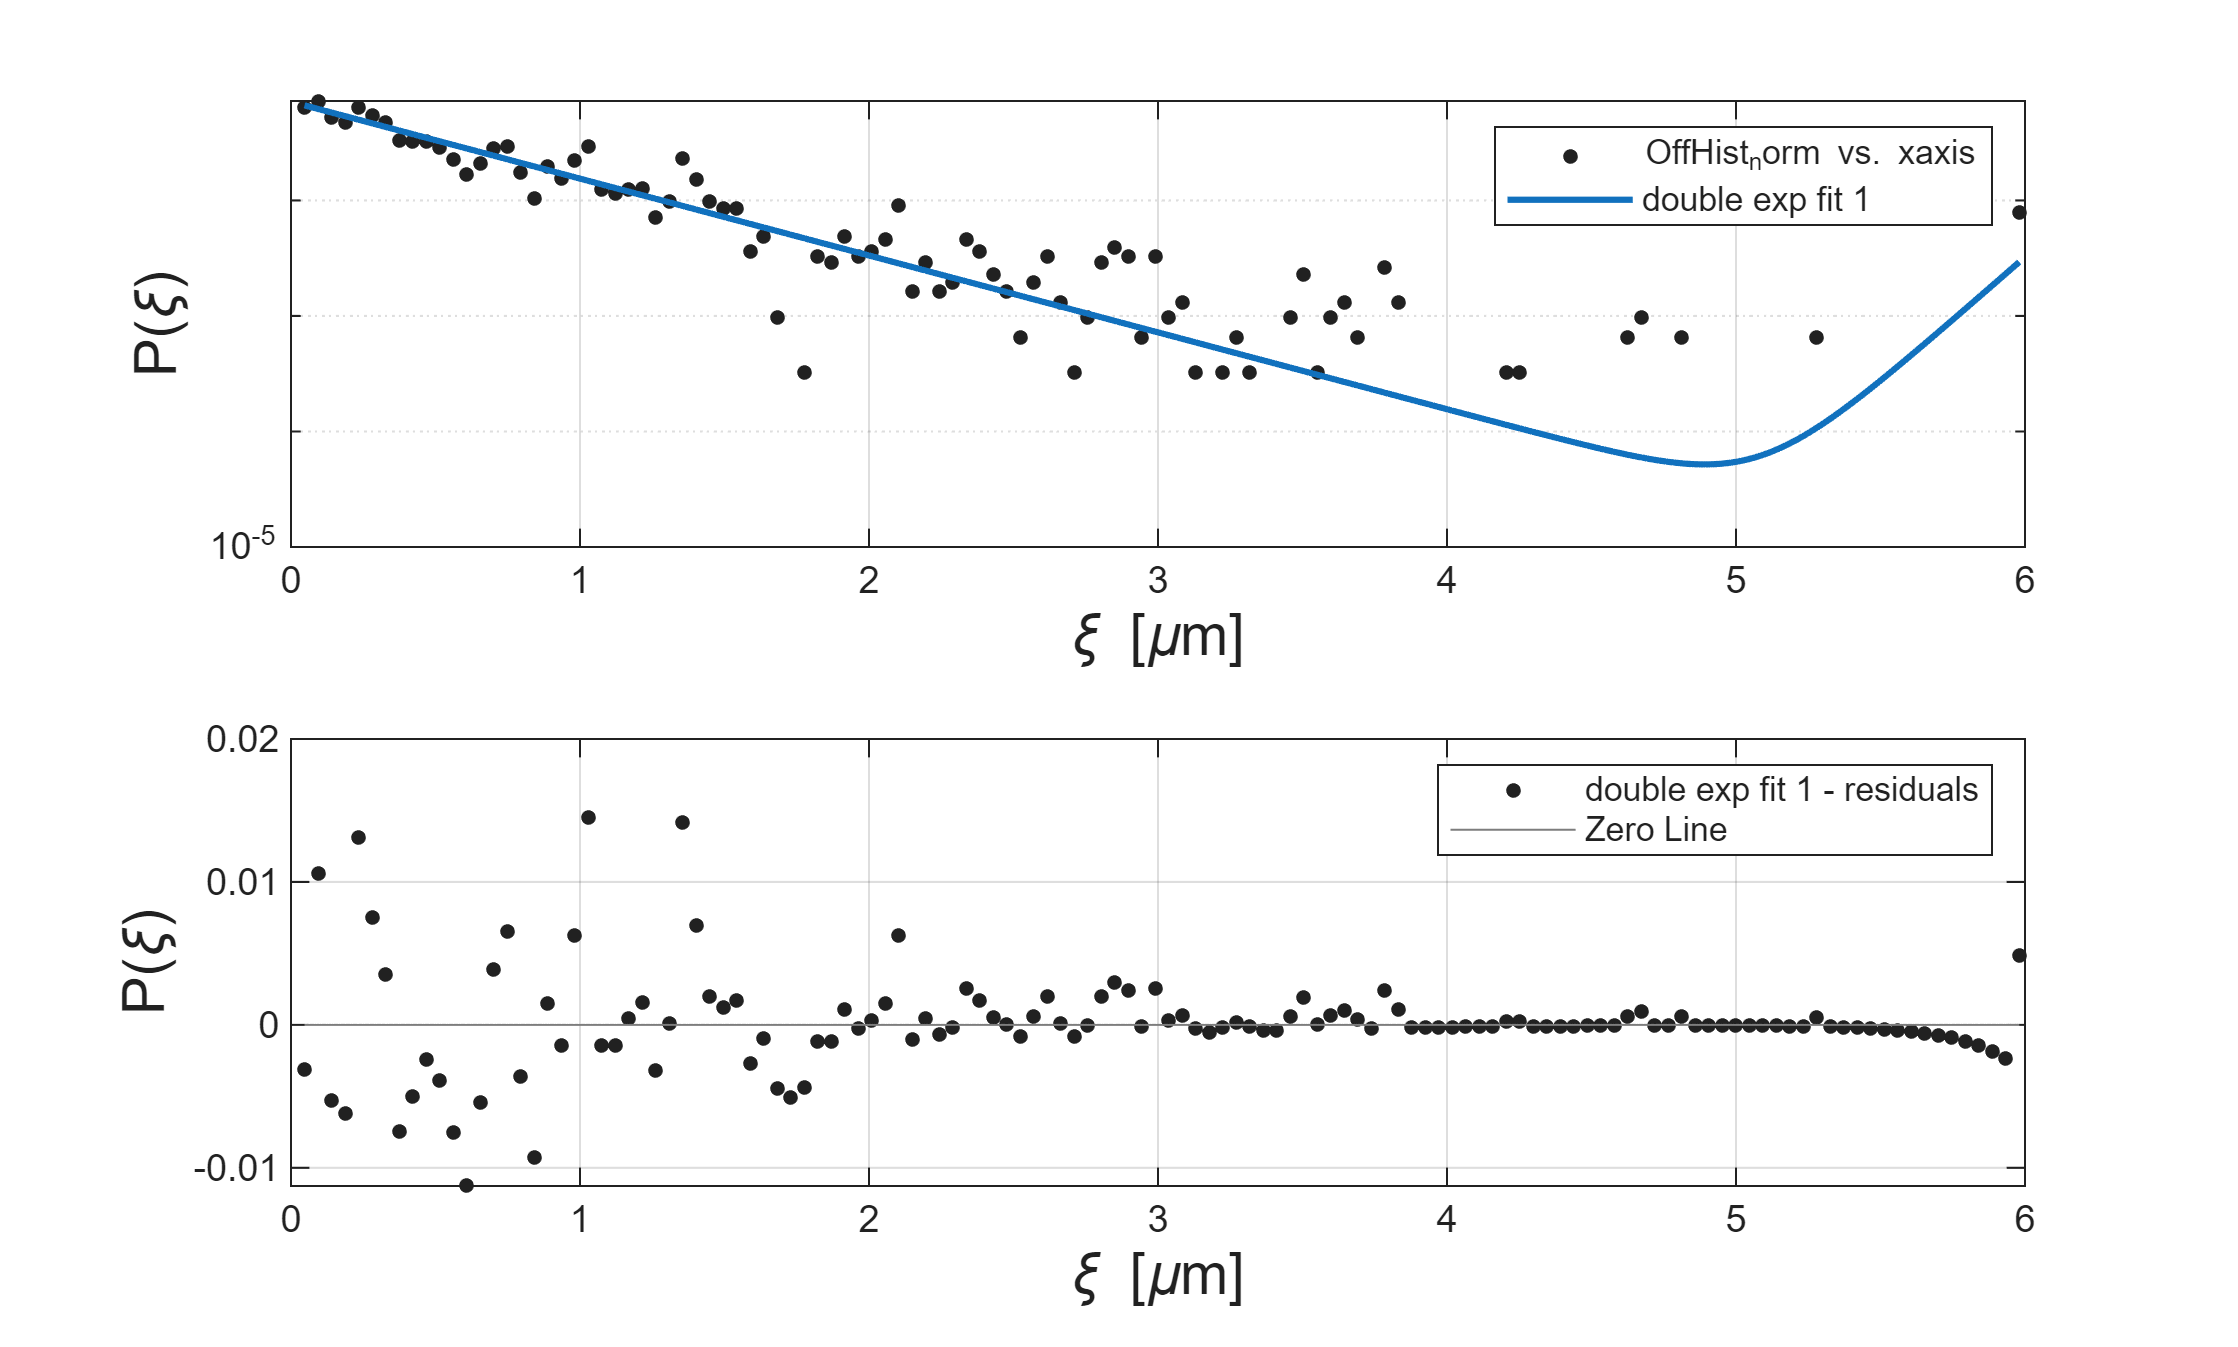 OffHistnorm vs. xaxis
double exp fit 1
P(ξ)
10-5
0 1 2 3 4 5 6
ξ [μm]
0.02
double exp fit 1 - residuals
Zero Line
0.01
P(ξ)
0
-0.01
0 1 2 3 4 5 6
ξ [μm]